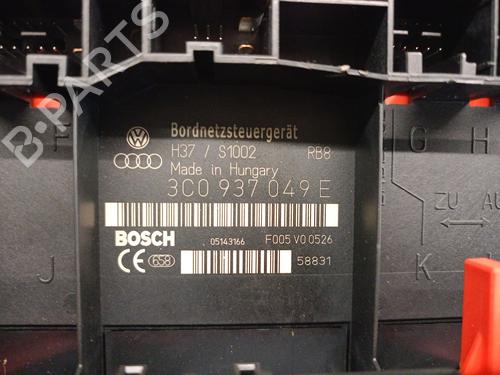 B-PARTS
Bordnetzsteuergerät
H37 / S1002 RB8
Made in Hungary
3C0 937 049 E
BOSCH 05143166 F005 V0 0526
CE 658 58831
F
G
H
ZU AU
J
K